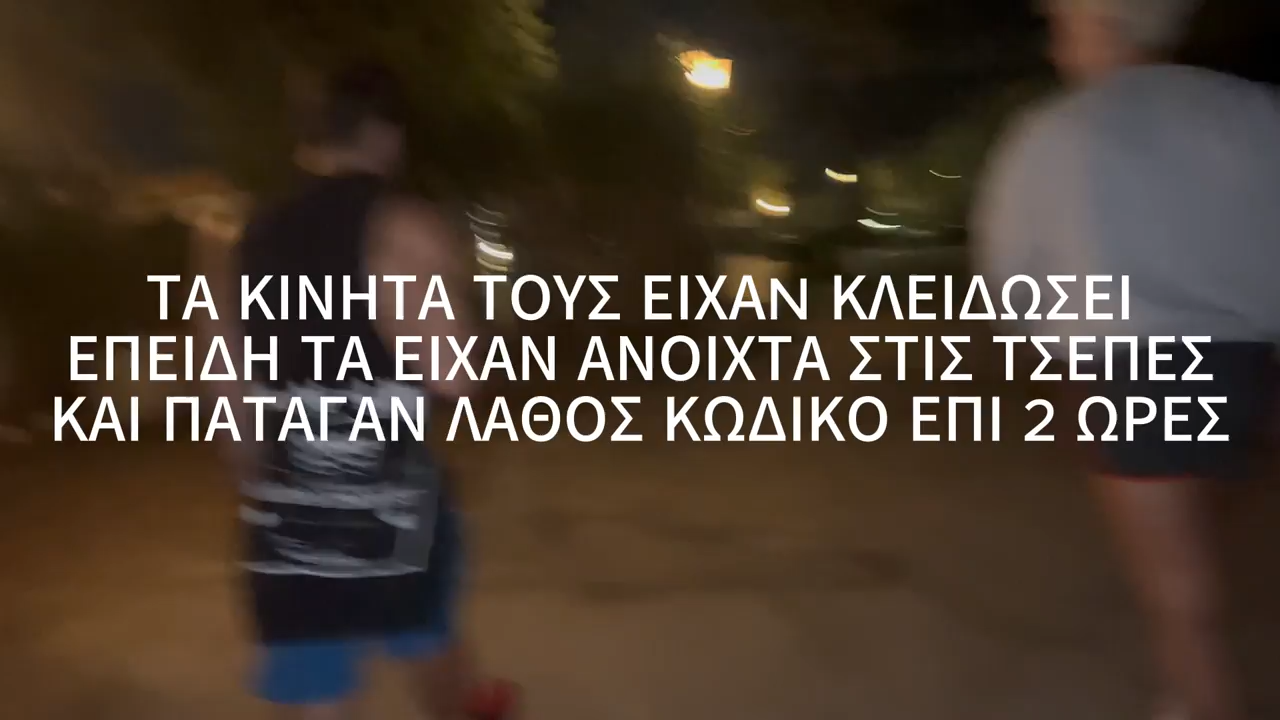 ΤΑ ΚΙΝΗΤΑ ΤΟΥΣ ΕΙΧΑΝ ΚΛΕΙΔΩΣΕΙ
ΕΠΕΙΔΗ ΤΑ ΕΙΧΑΝ ΑΝΟΙΧΤΑ ΣΤΙΣ ΤΣΕΠΕΣ
ΚΑΙ ΠΑΤΑΓΑΝ ΛΑΘΟΣ ΚΩΔΙΚΟ ΕΠΙ 2 ΩΡΕΣ